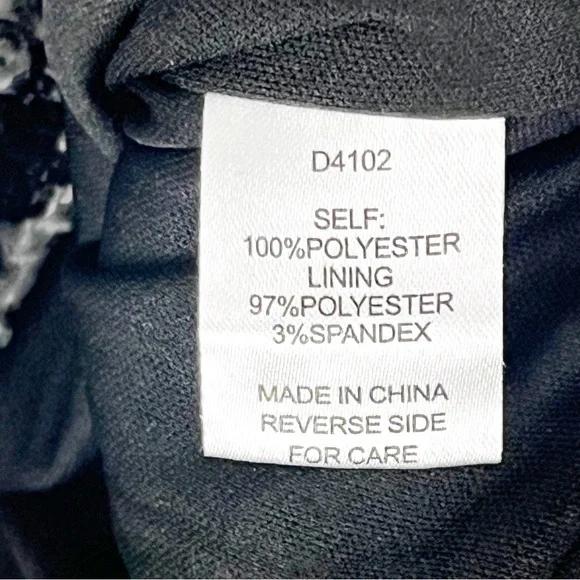 D4102
SELF:
100%POLYESTER
LINING
97%POLYESTER
3%SPANDEX
MADE IN CHINA
REVERSE SIDE
FOR CARE